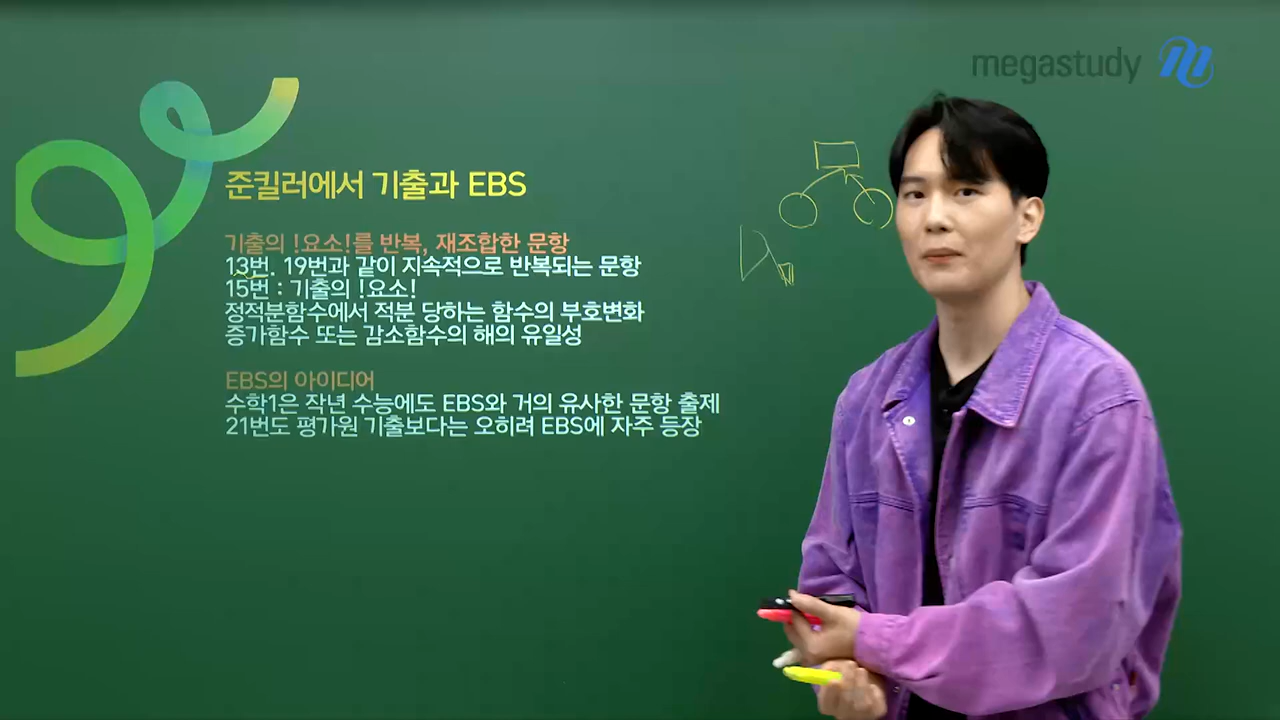 megastudy
준킬러에서 기출과 EBS
기출의 !요소!를 반복, 재조합한 문항
13번. 19번과 같이 지속적으로 반복되는 문항
15번 : 기출의 !요소!
정적분함수에서 적분 당하는 함수의 부호변화
증가함수 또는 감소함수의 해의 유일성
EBS의 아이디어
수학1은 작년 수능에도 EBS와 거의 유사한 문항 출제
21번도 평가원 기출보다는 오히려 EBS에 자주 등장